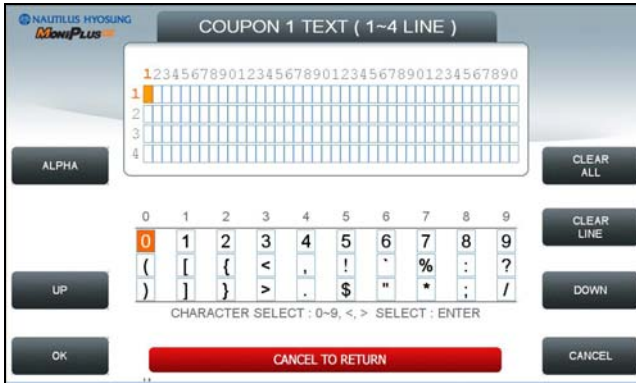 NAUTILUS HYOSUNG
MoniPlus
COUPON 1 TEXT ( 1~4 LINE )
1234567890123456789012345678901234567890
1
2
3
4
ALPHA
CLEAR ALL
0 1 2 3 4 5 6 7 8 9
CLEAR LINE
0 1 2 3 4 5 6 7 8 9
( [ { < , ! ` % : ?
UP
) ] } > . $ " * ; /
DOWN
CHARACTER SELECT : 0~9, <, > SELECT : ENTER
OK
CANCEL TO RETURN
CANCEL